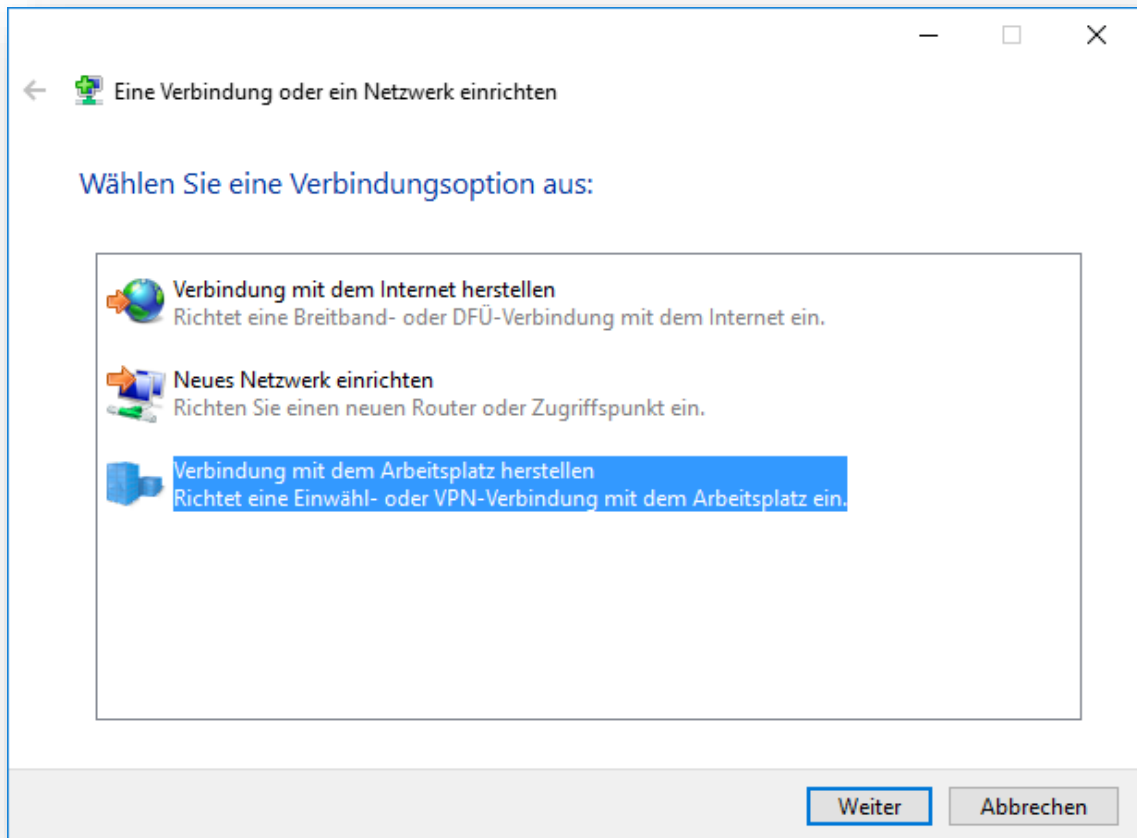 Eine Verbindung oder ein Netzwerk einrichten
Wählen Sie eine Verbindungsoption aus:
Verbindung mit dem Internet herstellen
Richtet eine Breitband- oder DFÜ-Verbindung mit dem Internet ein.
Neues Netzwerk einrichten
Richten Sie einen neuen Router oder Zugriffspunkt ein.
Verbindung mit dem Arbeitsplatz herstellen
Richtet eine Einwähl- oder VPN-Verbindung mit dem Arbeitsplatz ein.
Weiter
Abbrechen